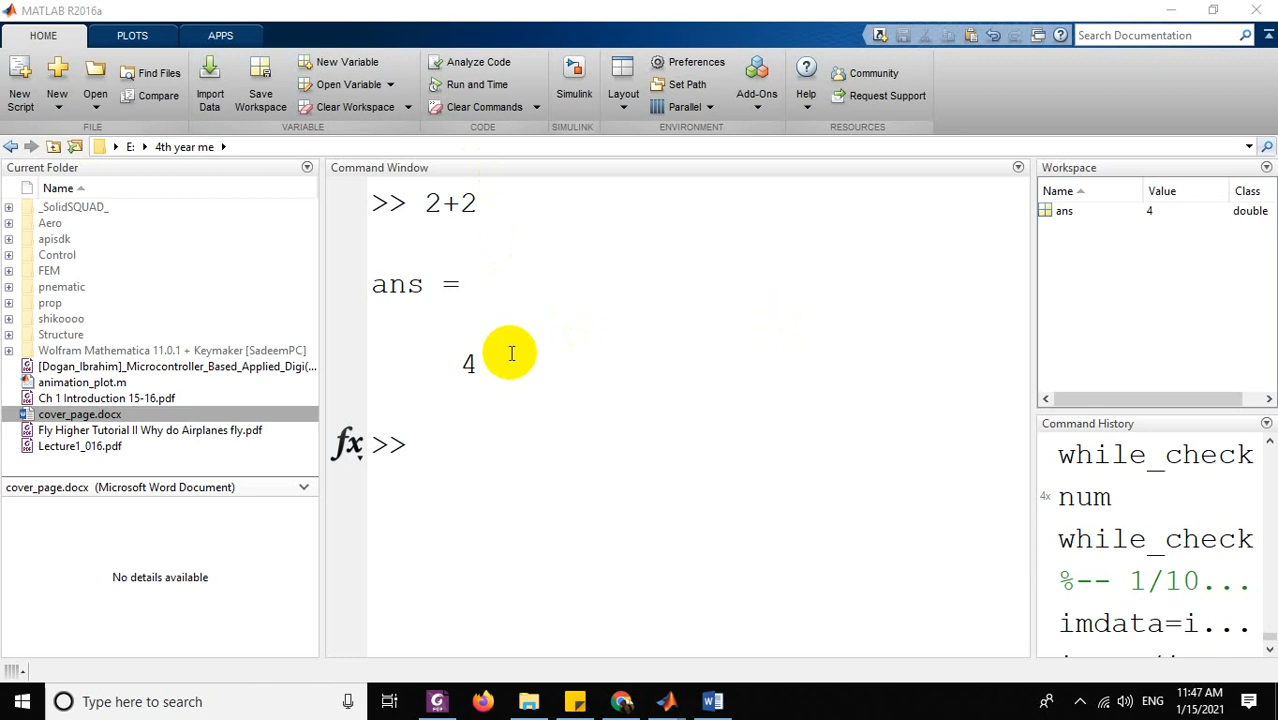 MATLAB R2016a
HOME
PLOTS
APPS
Search Documentation
New Script
New
Open
Find Files
Compare
Import Data
Save Workspace
New Variable
Open Variable
Clear Workspace
Analyze Code
Run and Time
Clear Commands
Simulink
Layout
Preferences
Set Path
Parallel
Add-Ons
Help
Community
Request Support
FILE
VARIABLE
CODE
SIMULINK
ENVIRONMENT
RESOURCES
E:
4th year me
Current Folder
Name
_SolidSQUAD_
Aero
apisdk
Control
FEM
pnematic
prop
shikoooo
Structure
Wolfram Mathematica 11.0.1 + Keymaker [SadeemPC]
[Dogan_Ibrahim]_Microcontroller_Based_Applied_Digi(...
animation_plot.m
Ch 1 Introduction 15-16.pdf
cover_page.docx
Fly Higher Tutorial II Why do Airplanes fly.pdf
Lecture1_016.pdf
cover_page.docx (Microsoft Word Document)
No details available
Command Window
>> 2+2
ans =
4
fx >>
Workspace
Name Value Class
ans 4 double
Command History
while_check
4x num
while_check
%-- 1/10...
imdata=i...
Type here to search
ENG
11:47 AM
1/15/2021